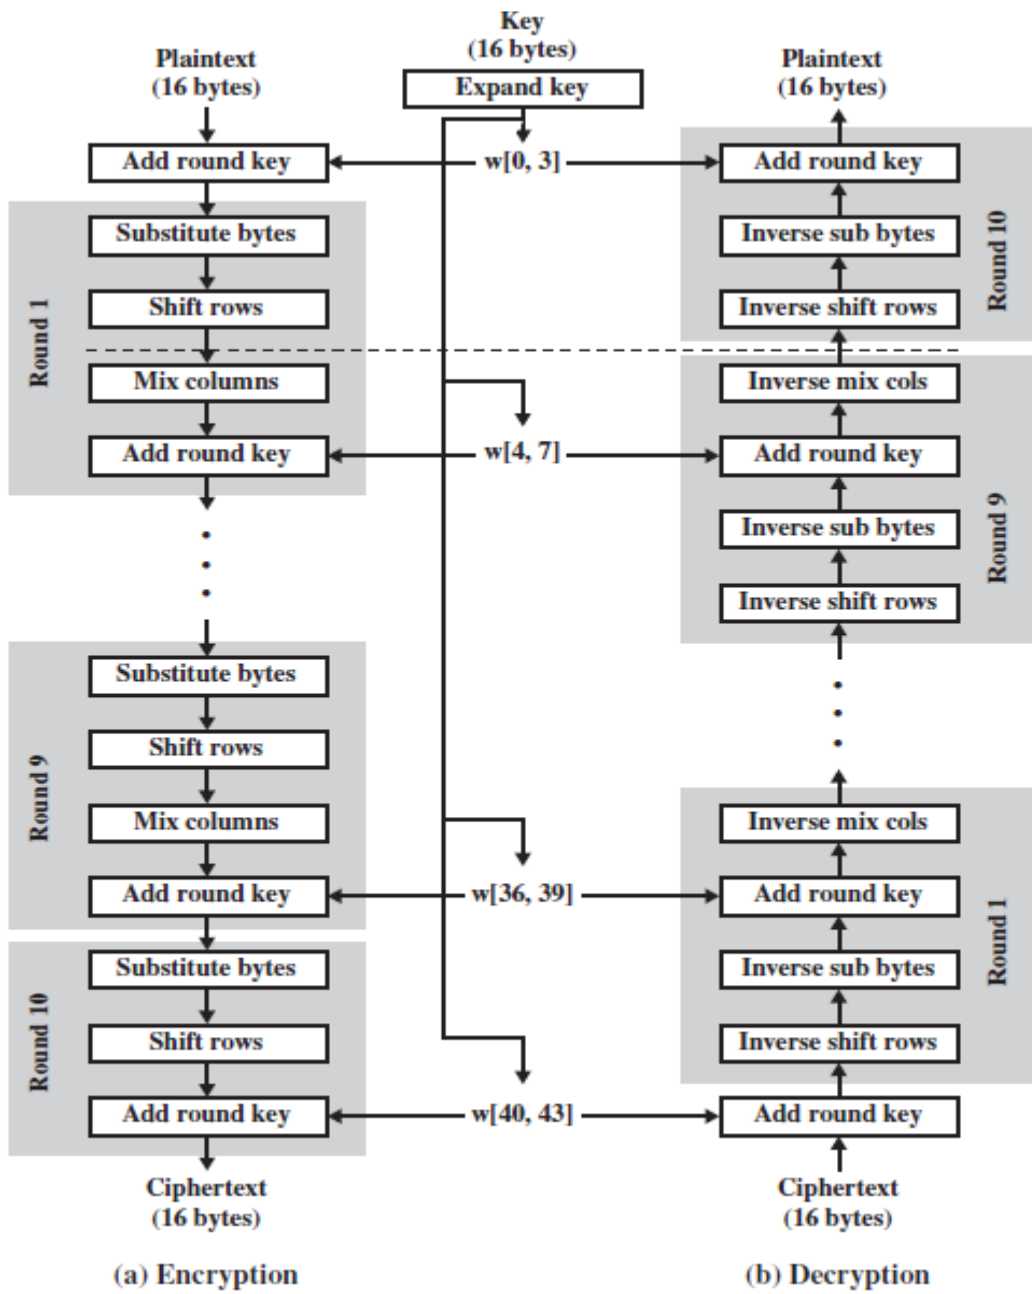 Key
(16 bytes)
Plaintext
(16 bytes)
Expand key
Plaintext
(16 bytes)
Add round key
w[0, 3]
Add round key
Round 1
Substitute bytes
Shift rows
Mix columns
Add round key
w[4, 7]
Round 10
Inverse sub bytes
Inverse shift rows
Round 9
Inverse mix cols
Add round key
Inverse sub bytes
Inverse shift rows
Round 9
Substitute bytes
Shift rows
Mix columns
Add round key
w[36, 39]
Round 1
Inverse mix cols
Add round key
Inverse sub bytes
Inverse shift rows
Round 10
Substitute bytes
Shift rows
Add round key
w[40, 43]
Add round key
Ciphertext
(16 bytes)
Ciphertext
(16 bytes)
(a) Encryption
(b) Decryption